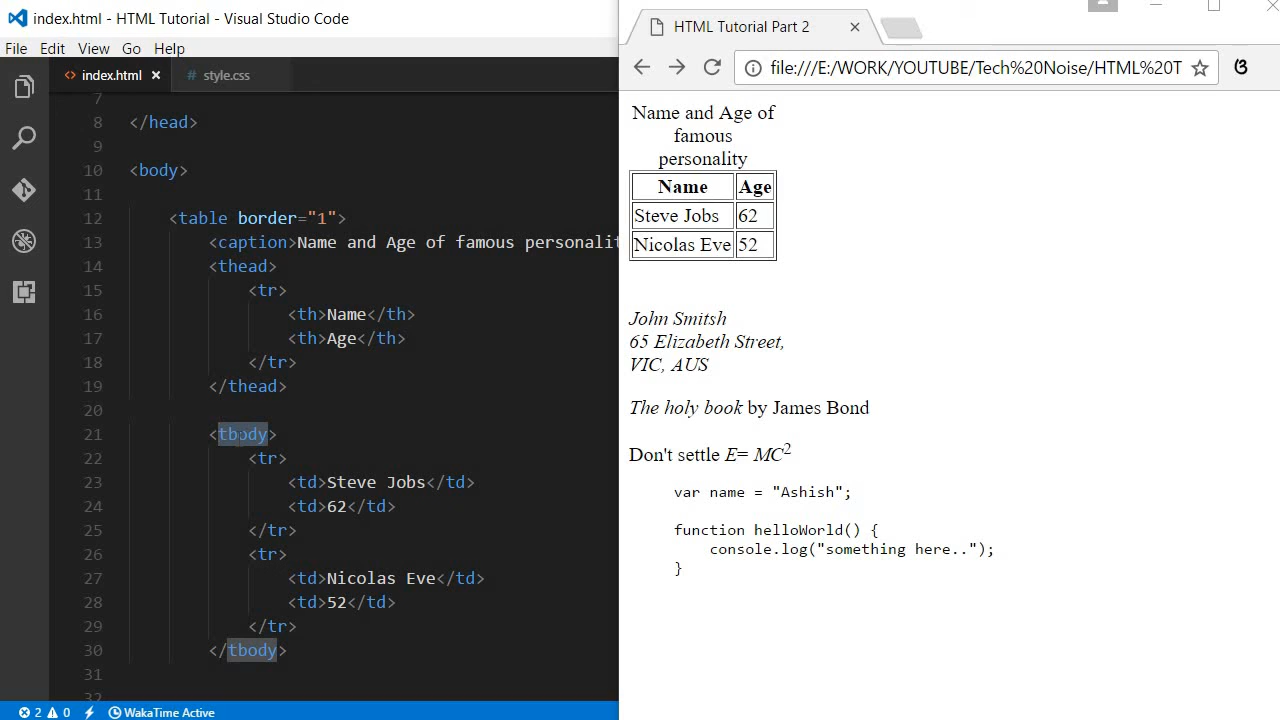 index.html - HTML Tutorial - Visual Studio Code
File Edit View Go Help
index.html
style.css
7
8 </head>
9
10 <body>
11
12 <table border="1">
13 <caption>Name and Age of famous personalit
14 <thead>
15 <tr>
16 <th>Name</th>
17 <th>Age</th>
18 </tr>
19 </thead>
20
21 <tbody>
22 <tr>
23 <td>Steve Jobs</td>
24 <td>62</td>
25 </tr>
26 <tr>
27 <td>Nicolas Eve</td>
28 <td>52</td>
29 </tr>
30 </tbody>
31
32
2 0 WakaTime Active
HTML Tutorial Part 2
file:///E:/WORK/YOUTUBE/Tech%20Noise/HTML%20T
Name and Age of
famous
personality
Name Age
Steve Jobs 62
Nicolas Eve 52
John Smitsh
65 Elizabeth Street,
VIC, AUS
The holy book by James Bond
Don't settle E= MC2
var name = "Ashish";
function helloWorld() {
console.log("something here..");
}